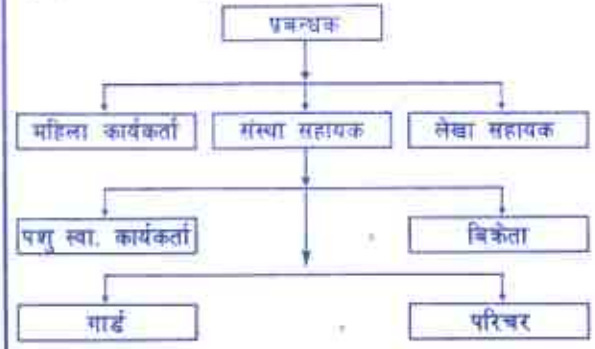 प्रबन्धक
महिला कार्यकर्ता संस्था सहायक लेखा सहायक
पशु स्वा. कार्यकर्ता बिक्रेता
गार्ड परिचर